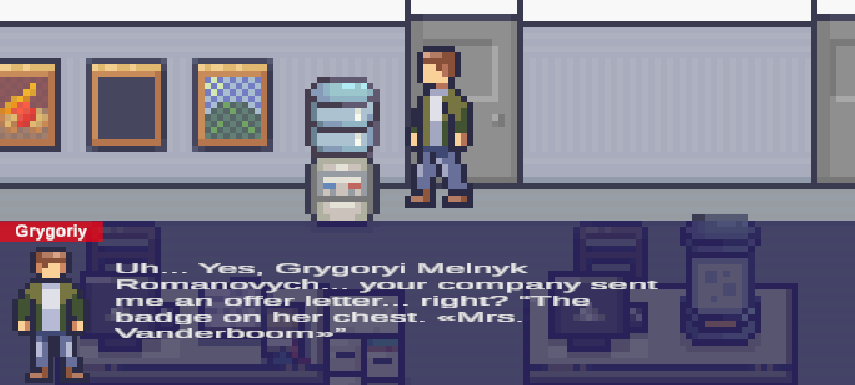 Grygoriy
Uh... Yes, Grygoryi Melnyk
Romanovych... your company sent
me an offer letter... right? "The
badge on her chest. «Mrs.
Vanderboom»"